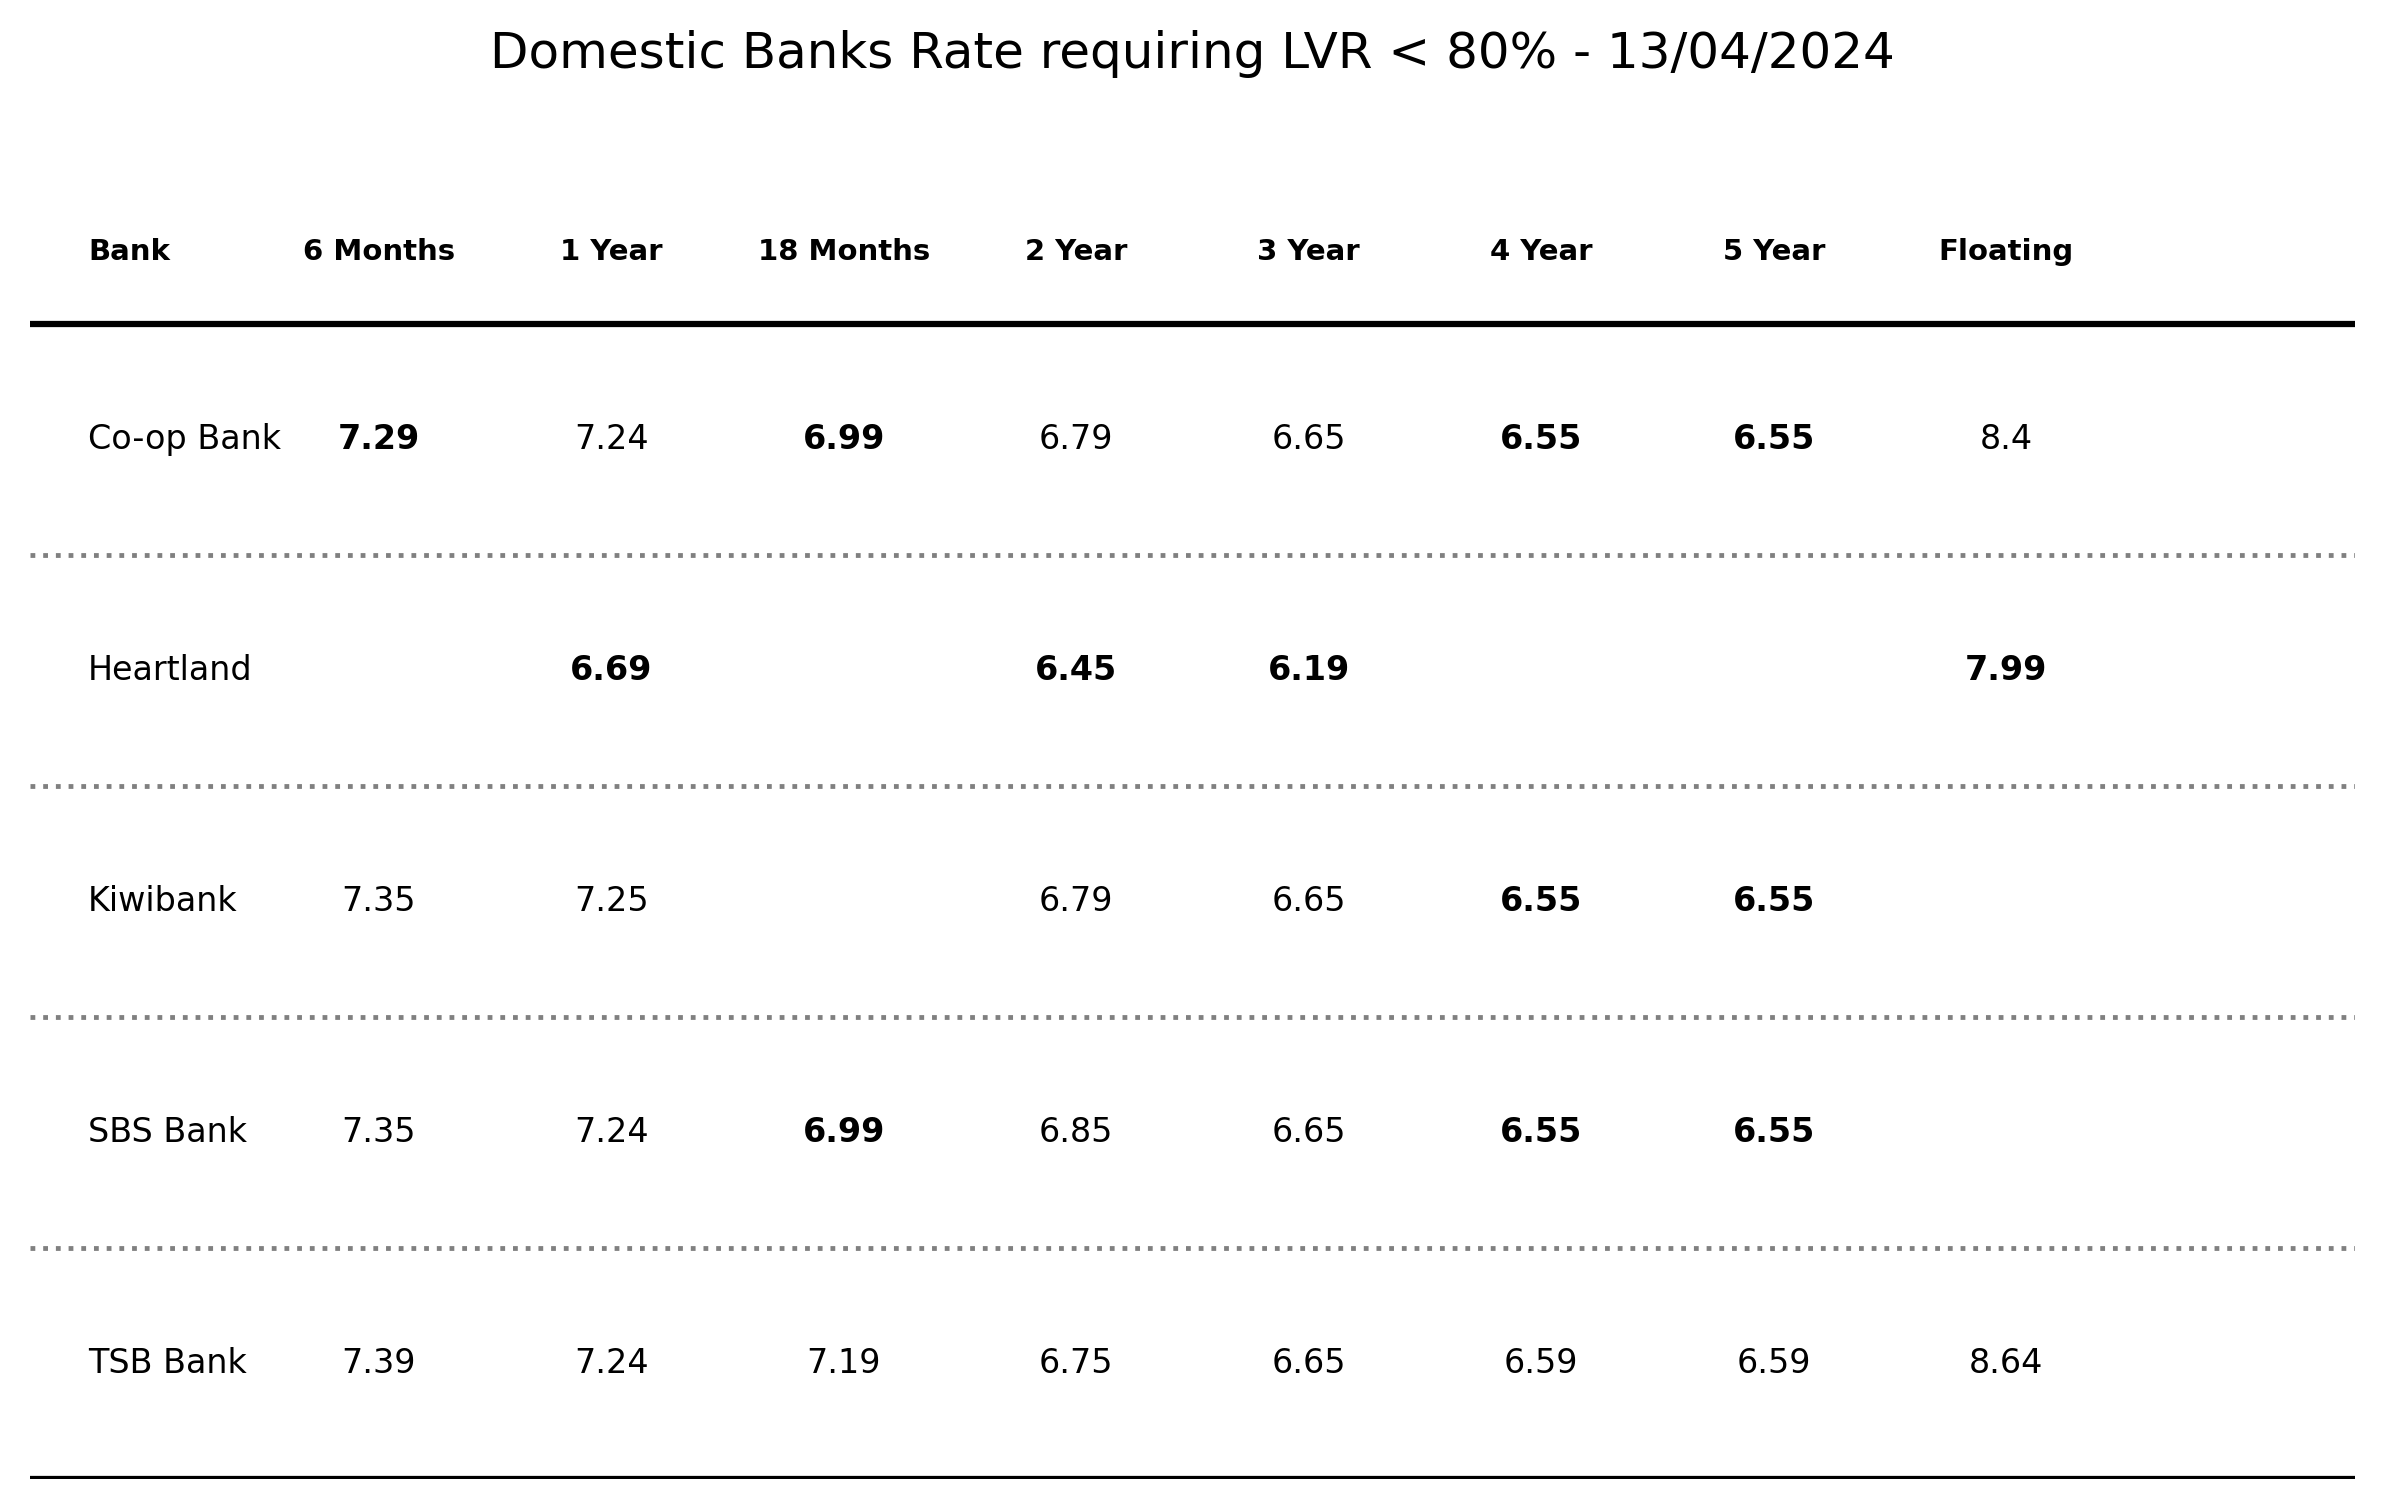 Domestic Banks Rate requiring LVR < 80% - 13/04/2024
Bank 6 Months 1 Year 18 Months 2 Year 3 Year 4 Year 5 Year Floating
Co-op Bank 7.29 7.24 6.99 6.79 6.65 6.55 6.55 8.4
Heartland 6.69 6.45 6.19 7.99
Kiwibank 7.35 7.25 6.79 6.65 6.55 6.55
SBS Bank 7.35 7.24 6.99 6.85 6.65 6.55 6.55
TSB Bank 7.39 7.24 7.19 6.75 6.65 6.59 6.59 8.64